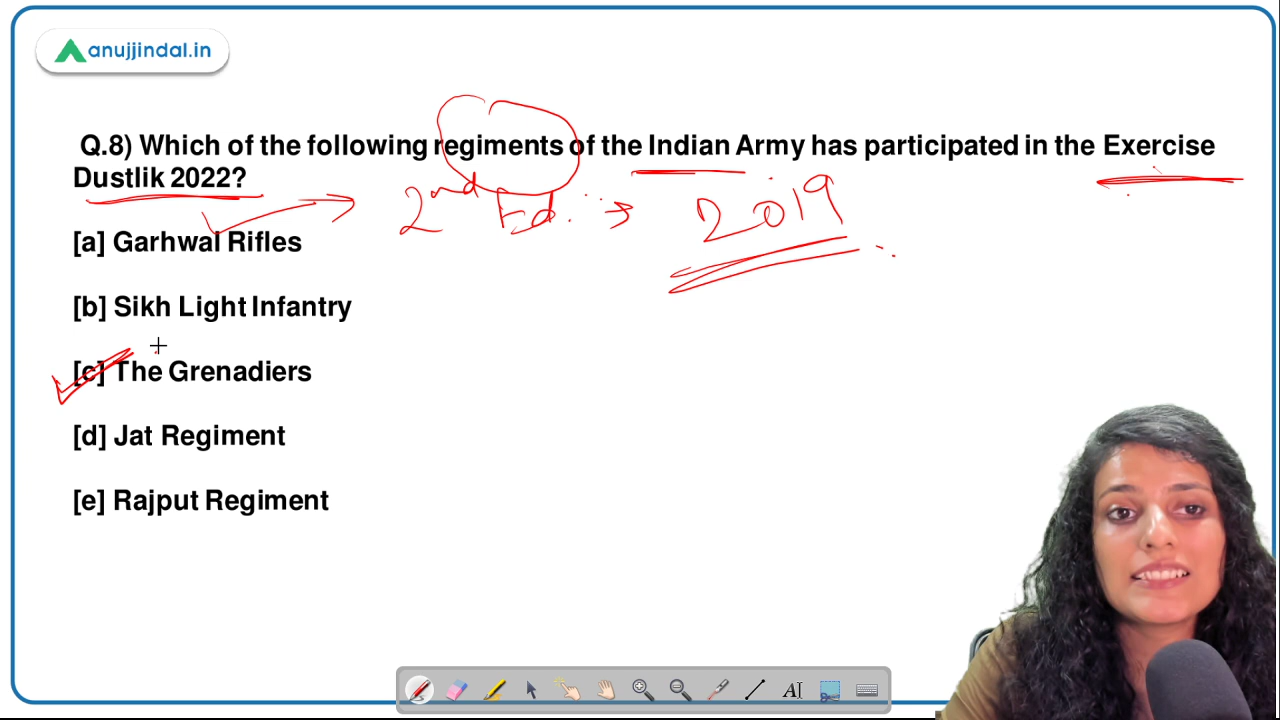 anujjindal.in
Q.8) Which of the following regiments of the Indian Army has participated in the Exercise
Dustlik 2022?
2nd Ed. → 2019
[a] Garhwal Rifles
[b] Sikh Light Infantry
[c] The Grenadiers
[d] Jat Regiment
[e] Rajput Regiment
AI